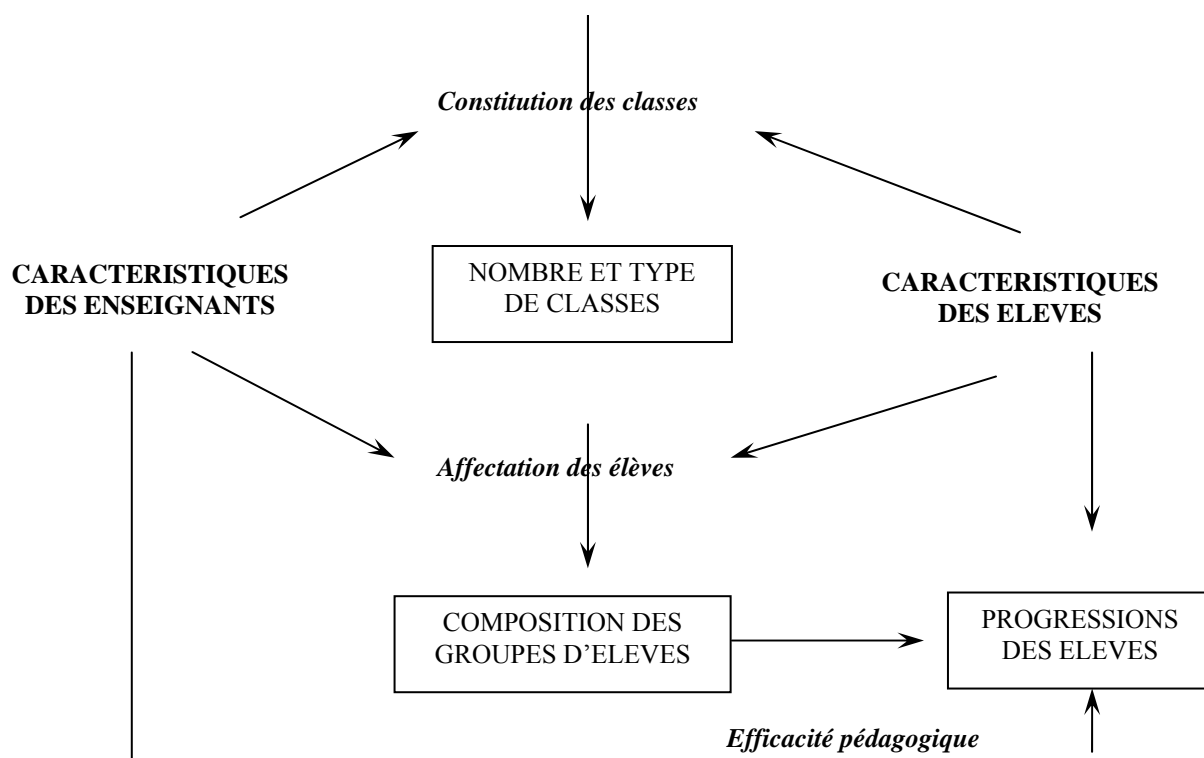 Constitution des classes
CARACTERISTIQUES
DES ENSEIGNANTS
NOMBRE ET TYPE
DE CLASSES
CARACTERISTIQUES
DES ELEVES
Affectation des élèves
COMPOSITION DES
GROUPES D’ELEVES
PROGRESSIONS
DES ELEVES
Efficacité pédagogique